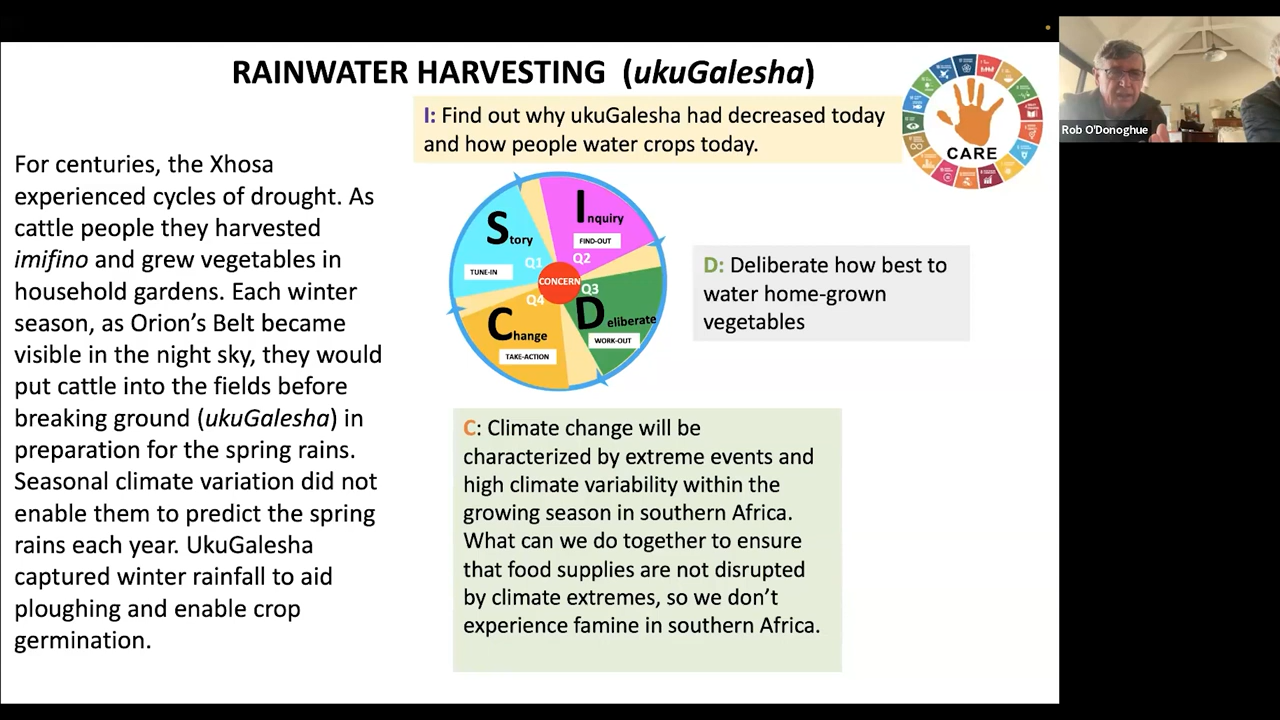 RAINWATER HARVESTING (ukuGalesha)
I: Find out why ukuGalesha had decreased today
and how people water crops today.
CARE
Rob O'Donoghue
For centuries, the Xhosa
experienced cycles of drought. As
cattle people they harvested
imifino and grew vegetables in
household gardens. Each winter
season, as Orion's Belt became
visible in the night sky, they would
put cattle into the fields before
breaking ground (ukuGalesha) in
preparation for the spring rains.
Seasonal climate variation did not
enable them to predict the spring
rains each year. UkuGalesha
captured winter rainfall to aid
ploughing and enable crop
germination.
Story
TUNE-IN
Q1
Inquiry
FIND-OUT
Q2
CONCERN
Q3
Deliberate
WORK-OUT
Q4
Change
TAKE-ACTION
D: Deliberate how best to
water home-grown
vegetables
C: Climate change will be
characterized by extreme events and
high climate variability within the
growing season in southern Africa.
What can we do together to ensure
that food supplies are not disrupted
by climate extremes, so we don't
experience famine in southern Africa.